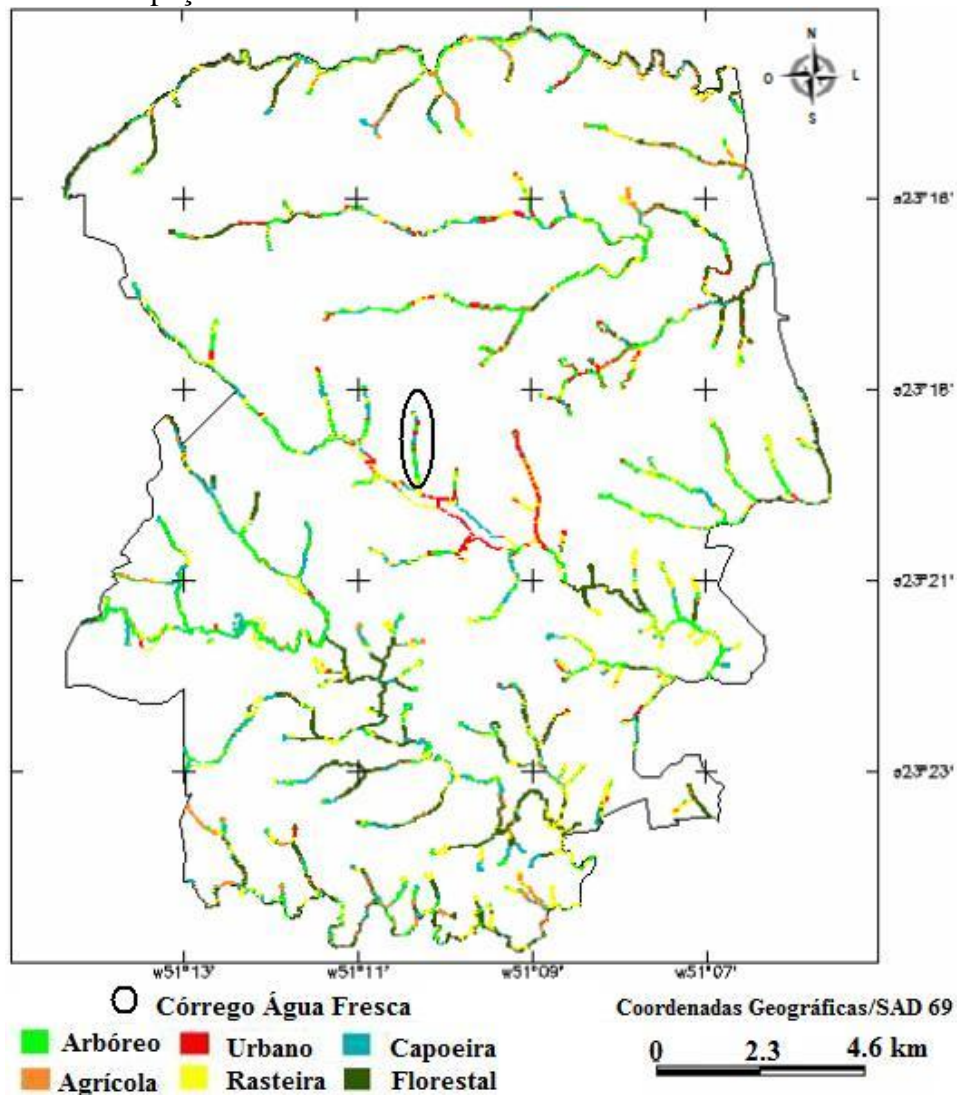 N
O L
S
s23°16'
s23°18'
s23°21'
s23°23'
w51°13' w51°11' w51°09' w51°07'
Córrego Água Fresca
Coordenadas Geográficas/SAD 69
Arbóreo Urbano Capoeira
Agrícola Rasteira Florestal
0 2.3 4.6 km